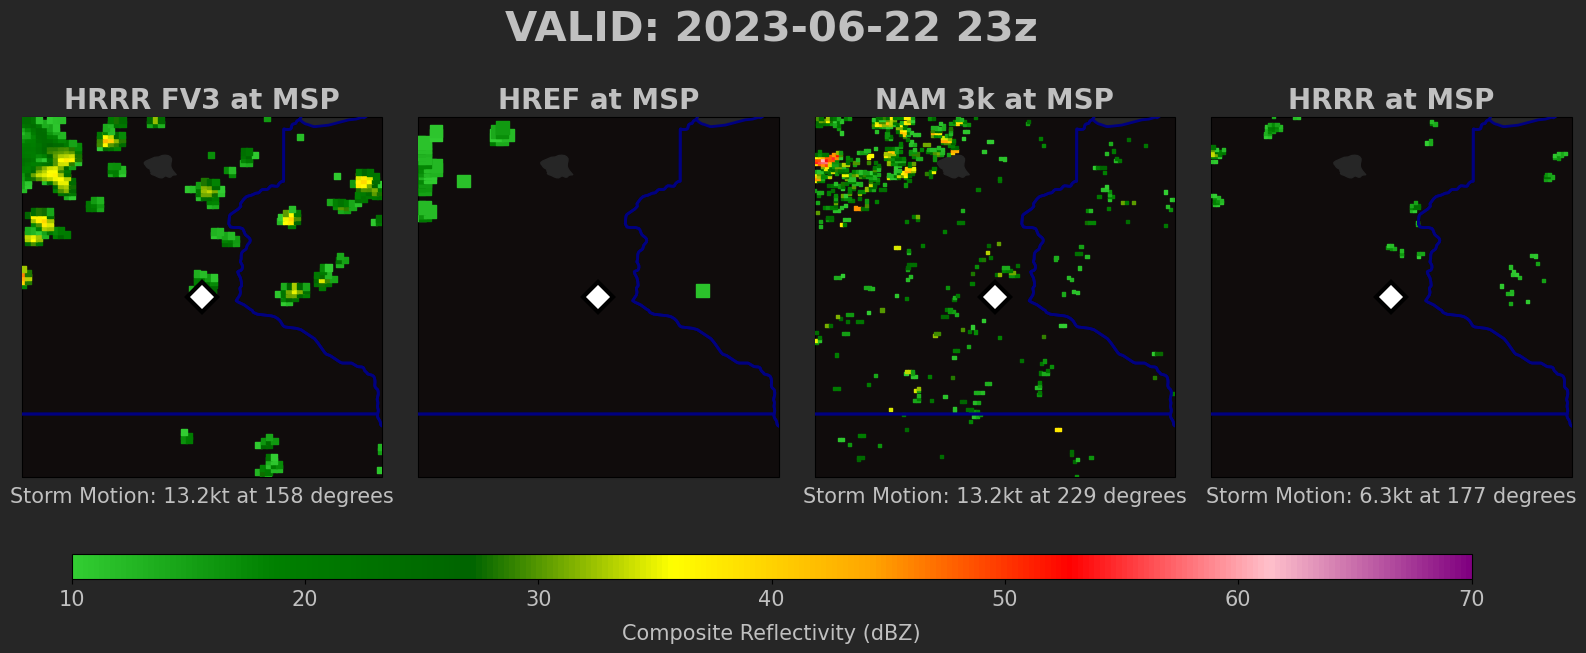 VALID: 2023-06-22 23z
HRRR FV3 at MSP
HREF at MSP
NAM 3k at MSP
HRRR at MSP
Storm Motion: 13.2kt at 158 degrees
Storm Motion: 13.2kt at 229 degrees
Storm Motion: 6.3kt at 177 degrees
10 20 30 40 50 60 70
Composite Reflectivity (dBZ)